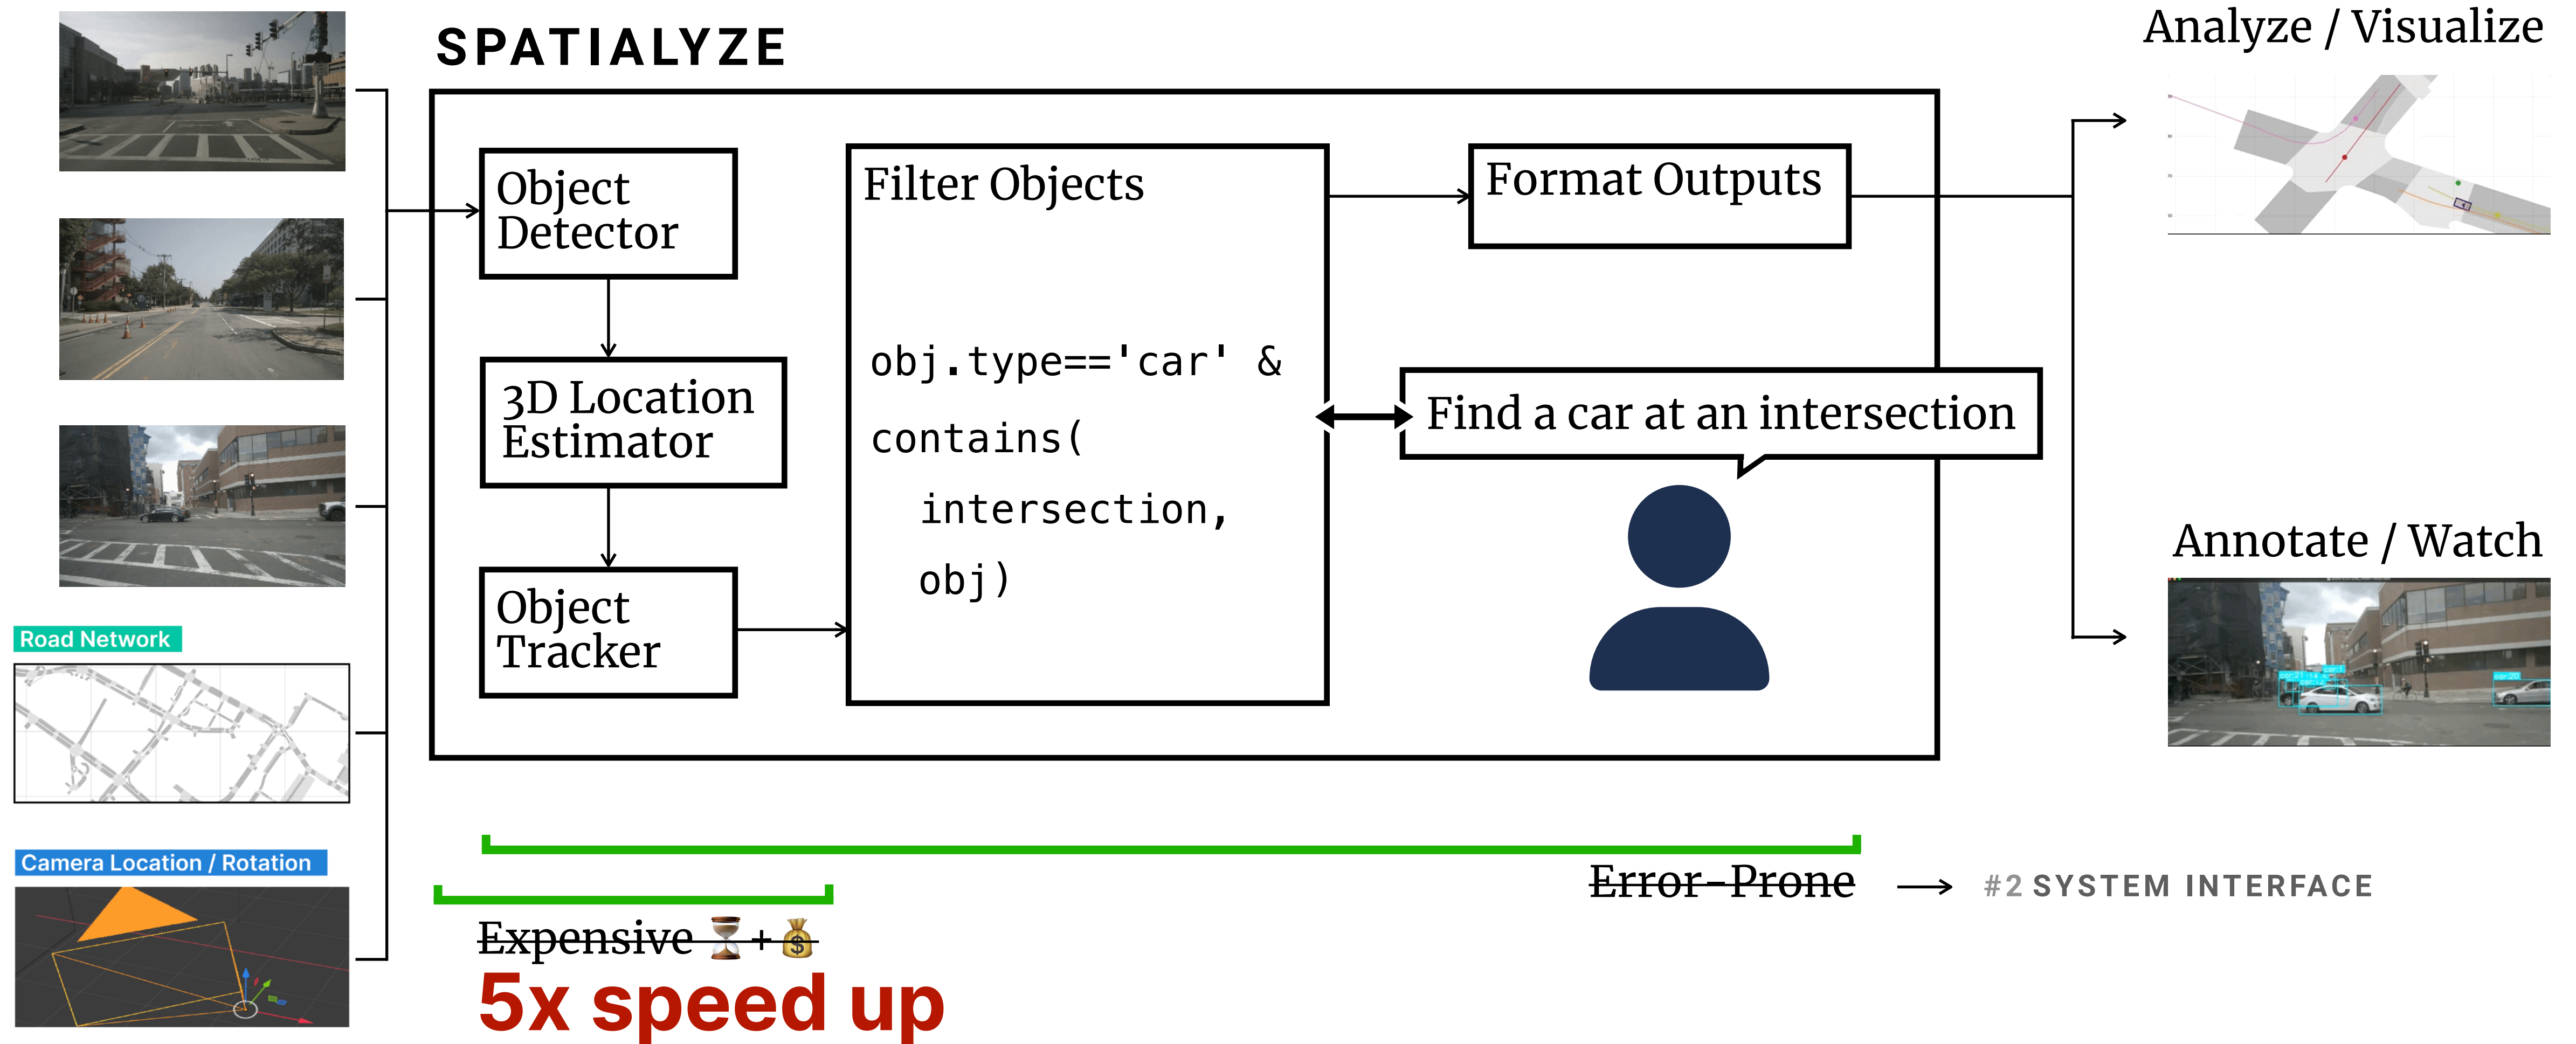 SPATIALYZE
Road Network
Camera Location / Rotation
Object
Detector
3D Location
Estimator
Object
Tracker
Filter Objects
obj.type=='car' &
contains(
intersection,
obj)
Format Outputs
Find a car at an intersection
Analyze / Visualize
Annotate / Watch
Error-Prone
#2 SYSTEM INTERFACE
Expensive ⏳+💰
5x speed up